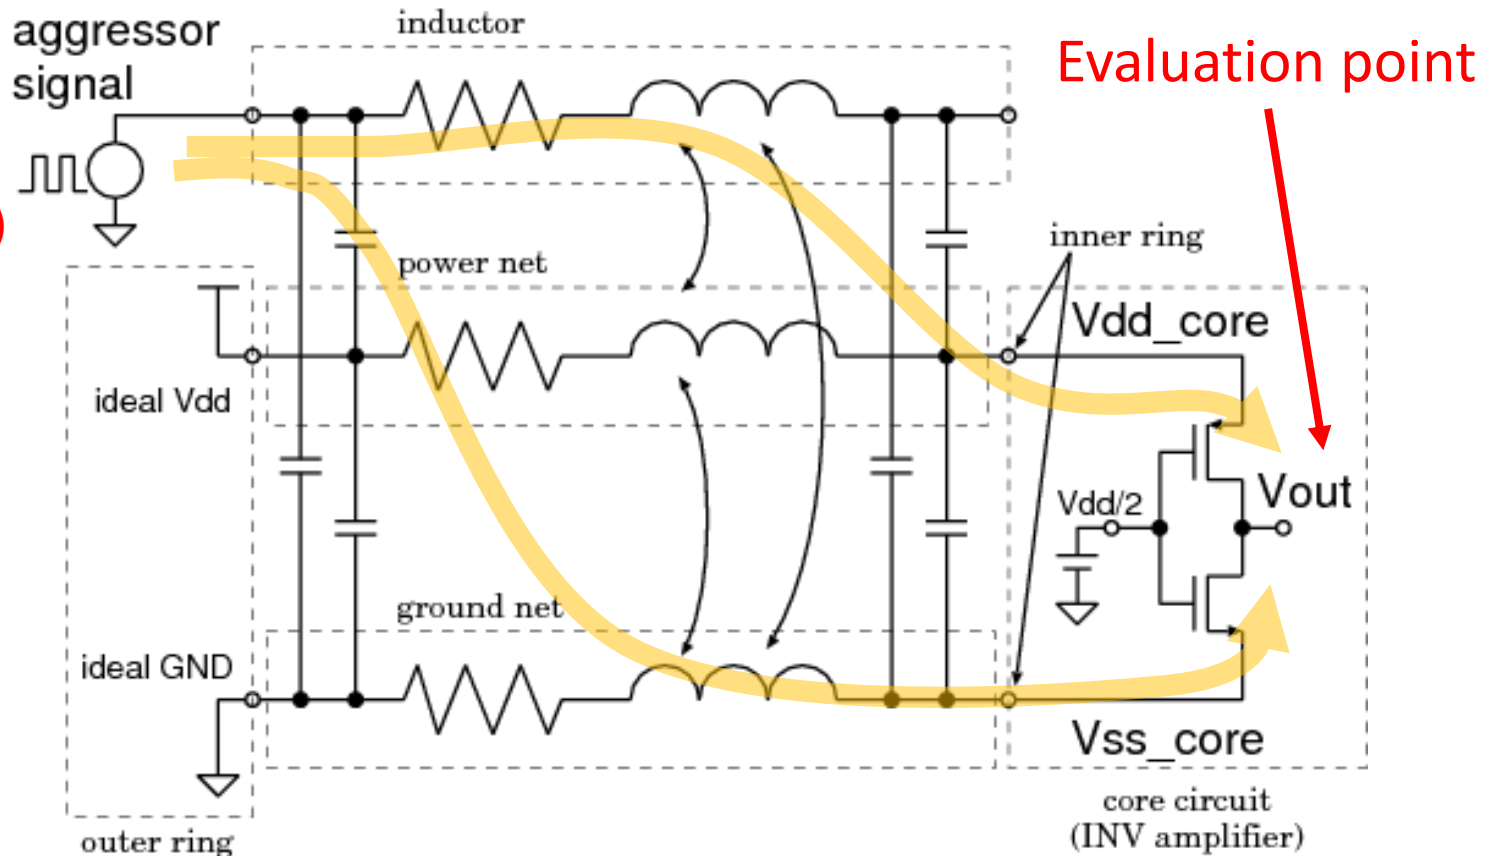 aggressor
signal
inductor
Evaluation point
inner ring
power net
Vdd_core
ideal Vdd
Vdd/2
Vout
ground net
ideal GND
Vss_core
core circuit
(INV amplifier)
outer ring